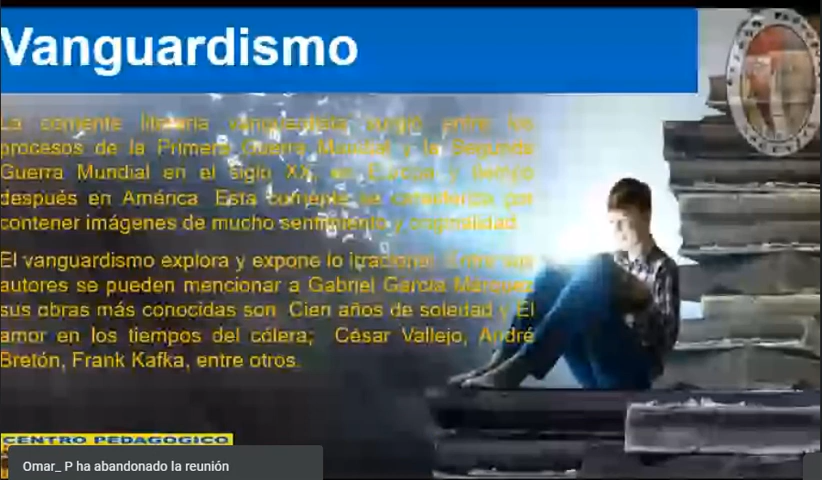 Vanguardismo
La corriente literaria vanguardista surgió entre los
procesos de la Primera Guerra Mundial y la Segunda
Guerra Mundial en el siglo XX, en Europa y tiempo
después en América. Esta corriente se caracteriza por
contener imágenes de mucho sentimiento y originalidad.
El vanguardismo explora y expone lo irracional. Entre sus
autores se pueden mencionar a Gabriel García Márquez
sus obras más conocidas son Cien años de soledad y El
amor en los tiempos del cólera; César Vallejo, André
Bretón, Frank Kafka, entre otros.
CENTRO PEDAGOGICO
Omar_ P ha abandonado la reunión